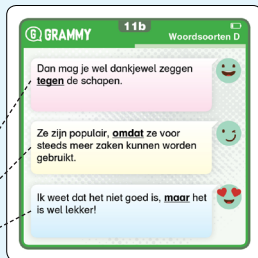 GRAMMY
11b
Woordsoorten D
Dan mag je wel dankjewel zeggen
tegen de schapen.
Ze zijn populair, omdat ze voor
steeds meer zaken kunnen worden
gebruikt.
Ik weet dat het niet goed is, maar het
is wel lekker!